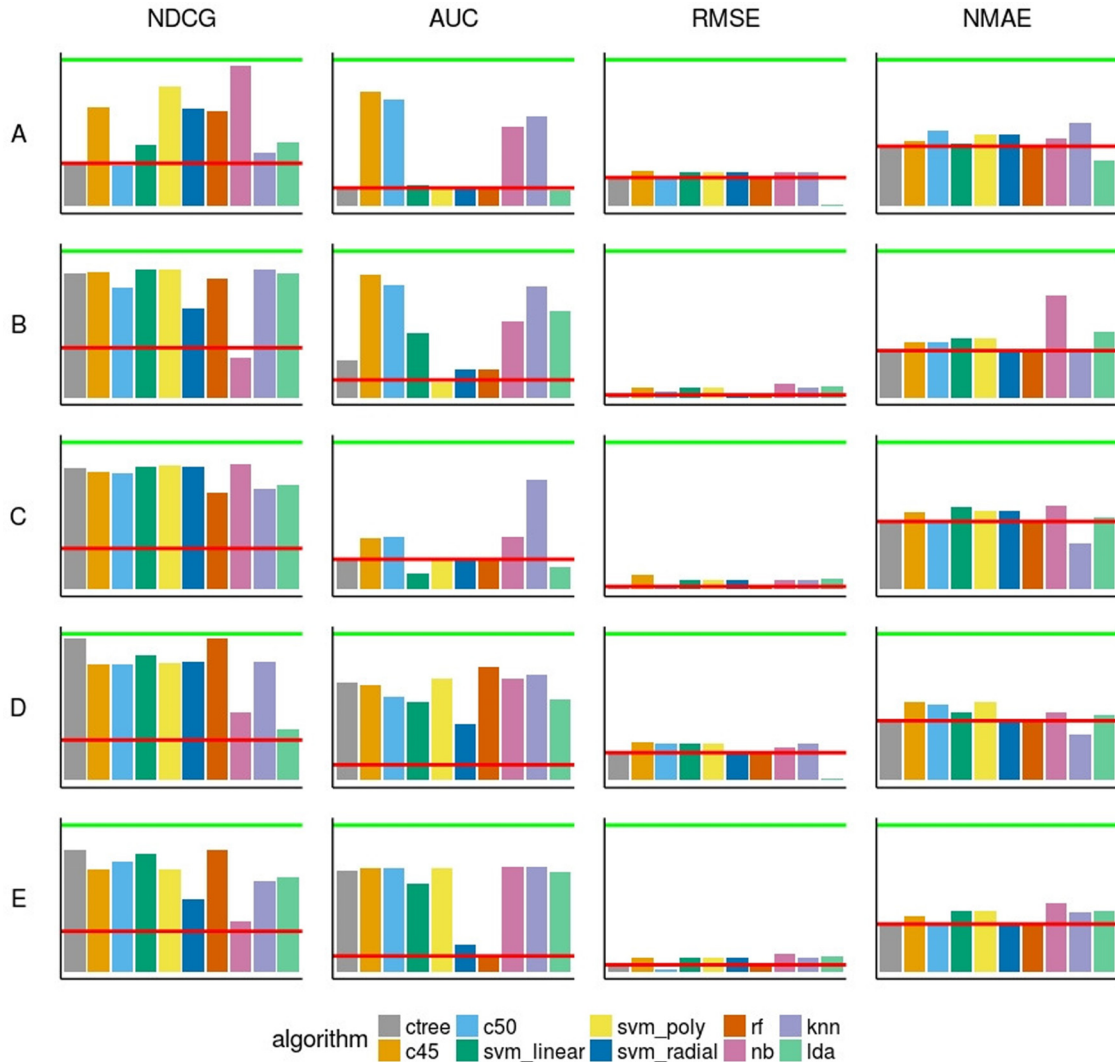 NDCG AUC RMSE NMAE
A
B
C
D
E
algorithm
ctree c50 svm_poly rf knn
c45 svm_linear svm_radial nb lda